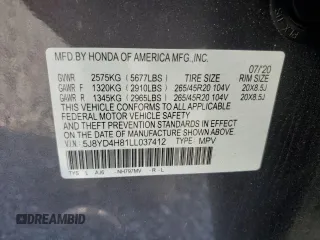 MFD.BY HONDA OF AMERICA MFG.,INC.
07/20
GVWR 2575KG (5677LBS) TIRE SIZE RIM SIZE
GAWR F 1320KG (2910LBS) 265/45R20 104V 20X8.5J
GAWR R 1345KG (2965LBS) 265/45R20 104V 20X8.5J
THIS VEHICLE CONFORMS TO ALL APPLICABLE
FEDERAL MOTOR VEHICLE SAFETY AND THEFT
PREVENTION STANDARDS IN EFFECT ON THE DATE
OF MANUFACTURE SHOWN ABOVE.
V.I.N: 5J8YD4H81LL037412 TYPE: MPV
NH797MV